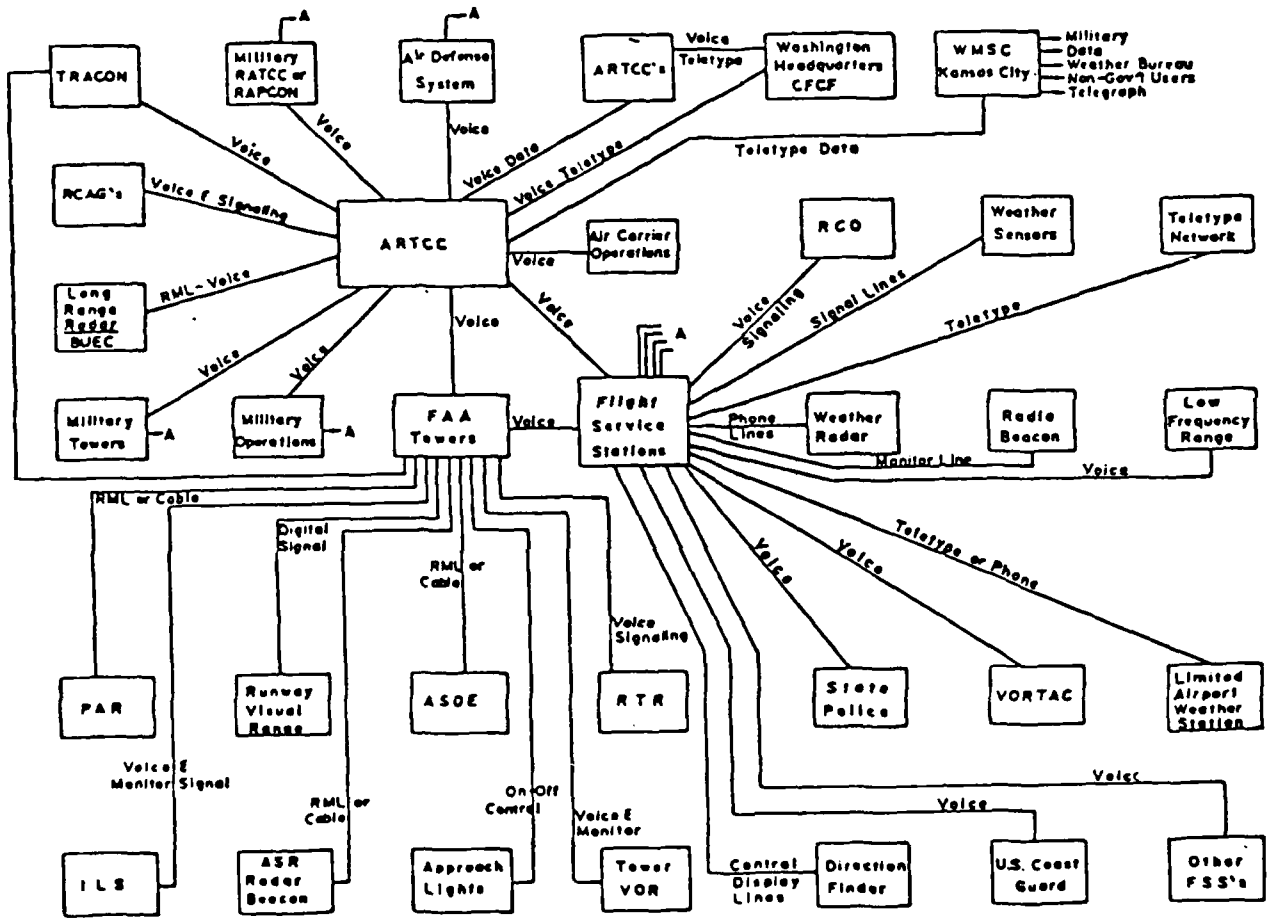 A
A
TRACON
Military
RATCC or
RAPCON
Air Defense
System
ARTCC's
Voice
Teletype
Washington
Headquarters
CFCF
WMSC
Kansas City
Military
Data
Weather Bureau
Non-Gov't Users
Telegraph
Voice
Voice
Voice
Voice Data
Voice Teletype
Teletype Data
RCAG's
Voice & Signaling
ARTCC
Voice
Air Carrier
Operations
RCO
Weather
Sensors
Teletype
Network
Long
Range
Radar
BUEC
RML-Voice
Voice
Voice
Voice
Voice
Voice
Signaling
Signal Lines
Teletype
A
Military
Towers
A
Military
Operations
A
FAA
Towers
Voice
Flight
Service
Stations
Phone
Lines
Weather
Radar
Radio
Beacon
Low
Frequency
Range
Monitor Line
Voice
RML or Cable
Digital
Signal
RML or
Cable
Voice
Signaling
Voice
Voice
Teletype or Phone
PAR
Runway
Visual
Range
ASDE
RTR
State
Police
VORTAC
Limited
Airport
Weather
Station
Voice &
Monitor Signal
RML or
Cable
On-Off
Control
Voice &
Monitor
Voice
Voice
ILS
ASR
Radar
Beacon
Approach
Lights
Tower
VOR
Control
Display
Lines
Direction
Finder
U.S. Coast
Guard
Other
FSS's